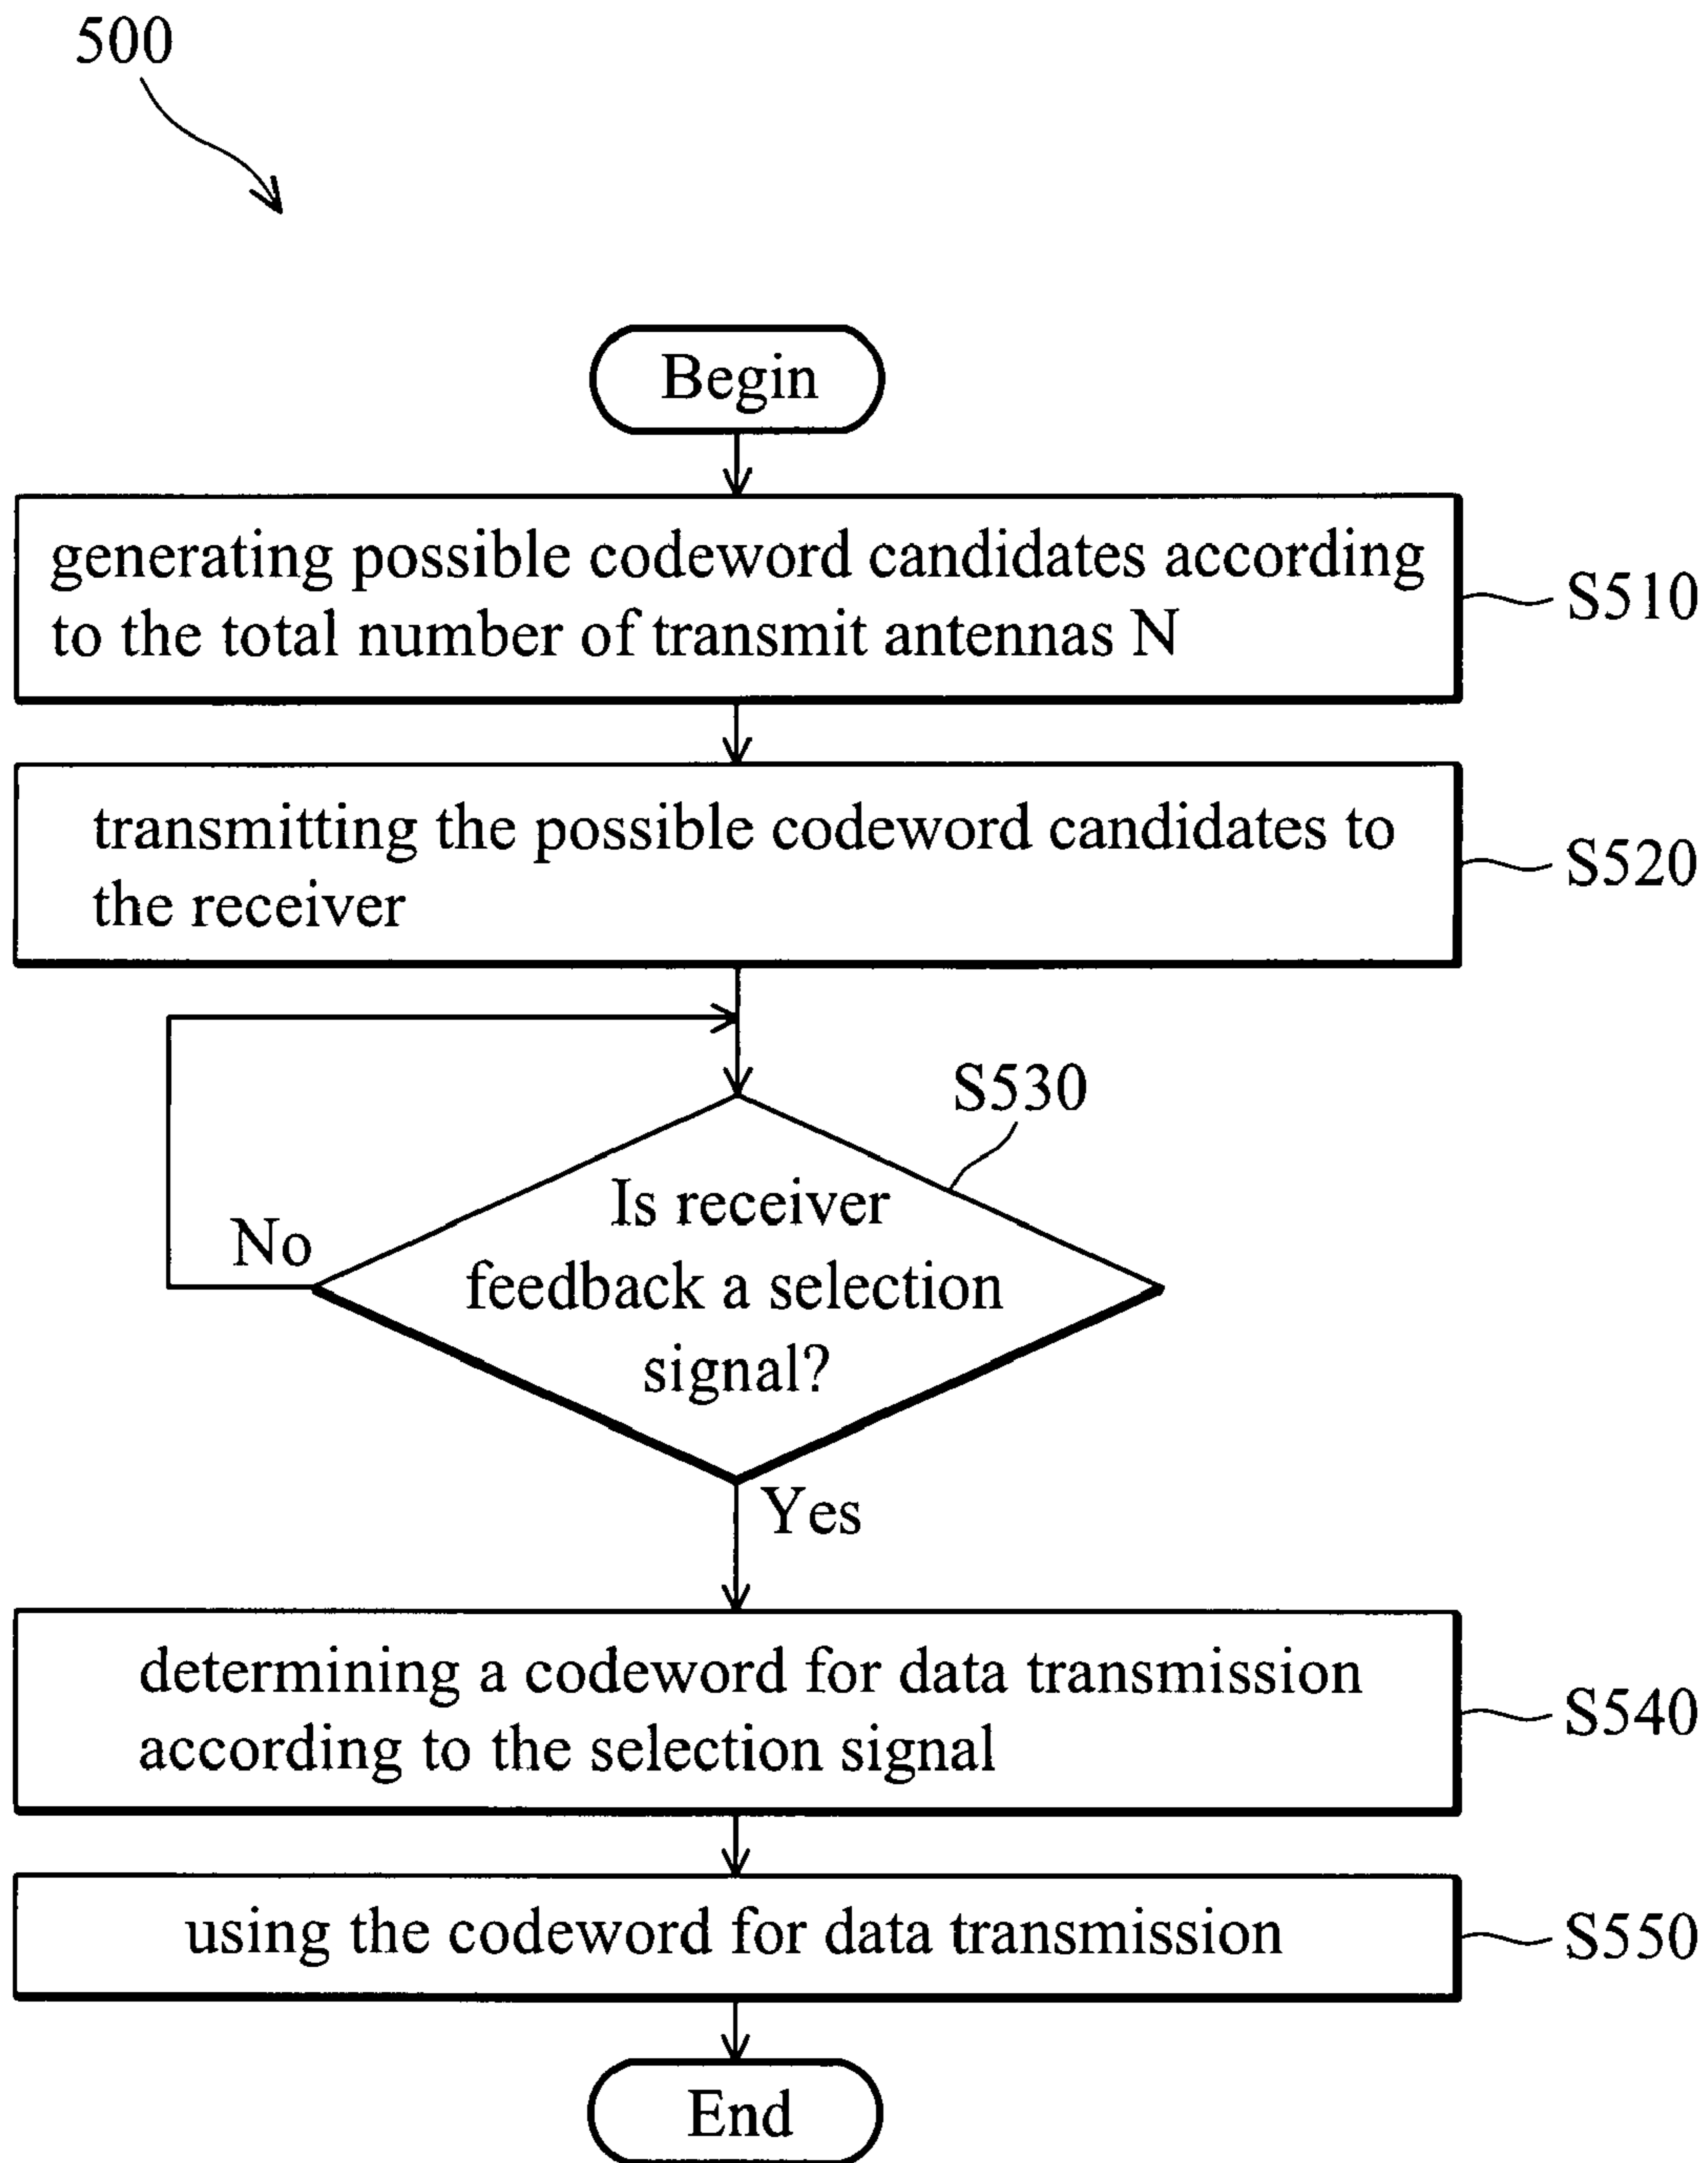 500
Begin
generating possible codeword candidates according
to the total number of transmit antennas N
S510
transmitting the possible codeword candidates to
the receiver
S520
S530
Is receiver
feedback a selection
signal?
No
Yes
determining a codeword for data transmission
according to the selection signal
S540
using the codeword for data transmission
S550
End